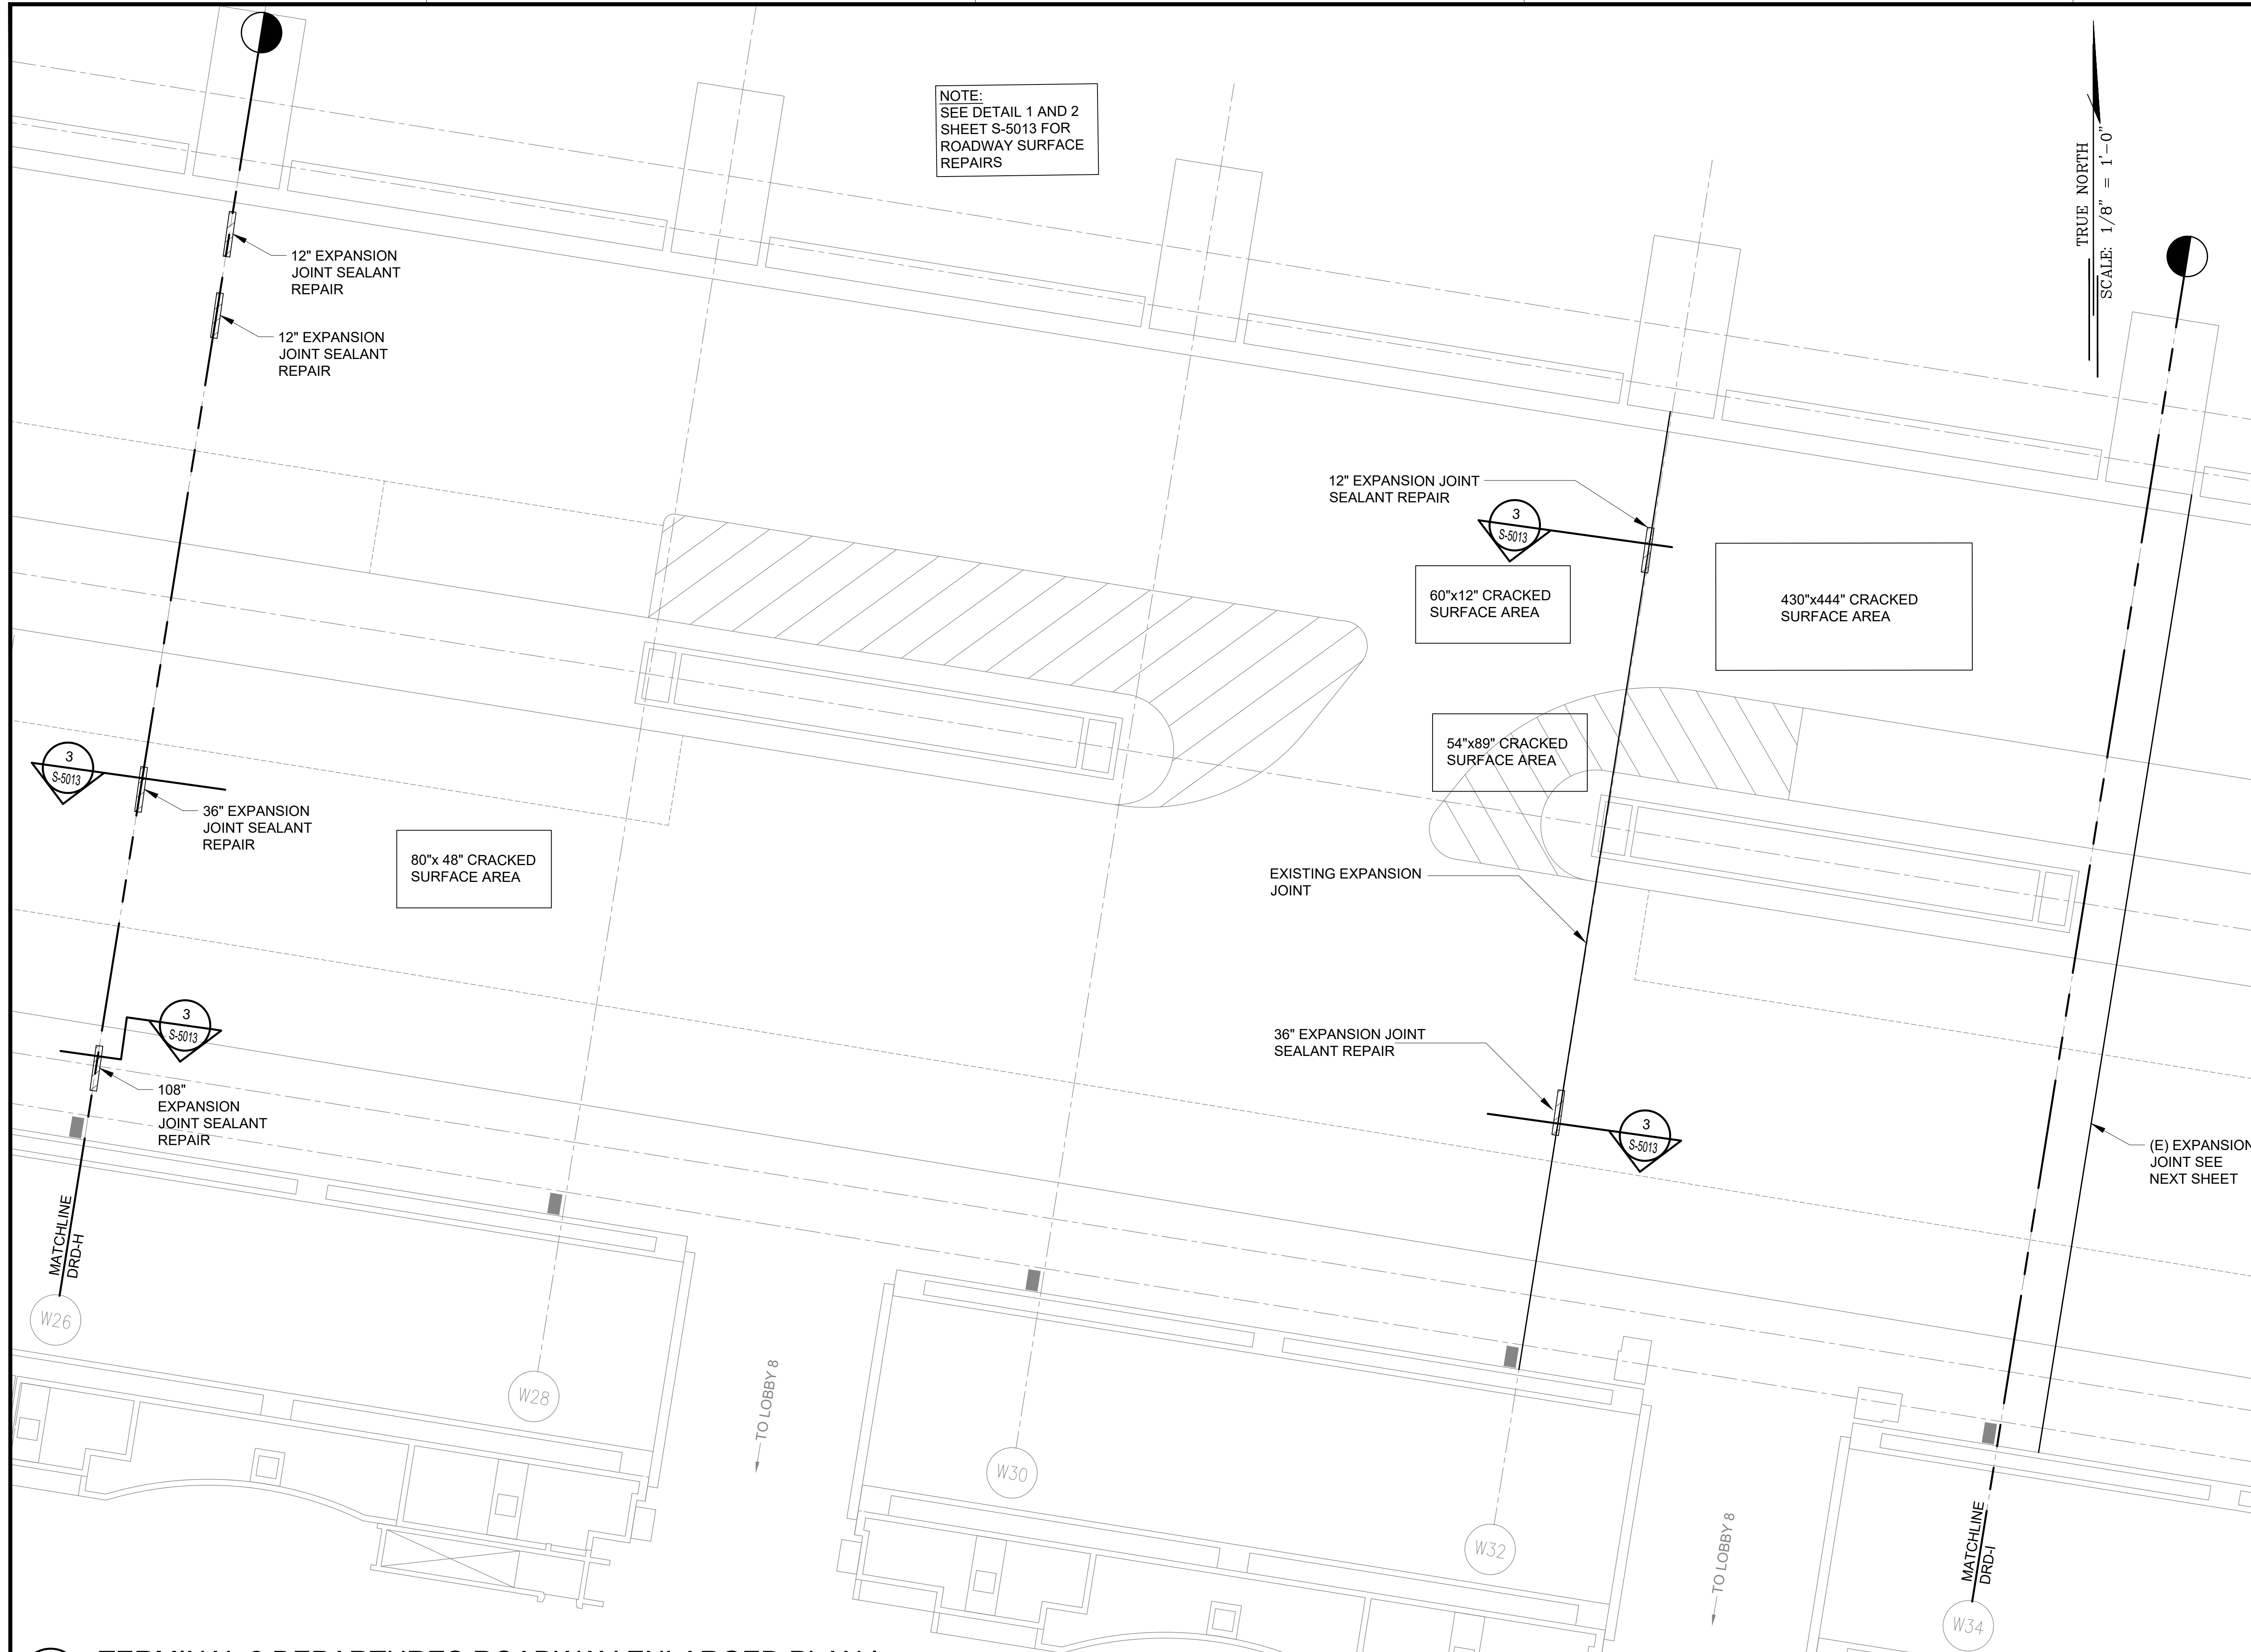 NOTE:
SEE DETAIL 1 AND 2
SHEET S-5013 FOR
ROADWAY SURFACE
REPAIRS
TRUE NORTH
SCALE: 1/8" = 1'-0"
12" EXPANSION
JOINT SEALANT
REPAIR
12" EXPANSION
JOINT SEALANT
REPAIR
12" EXPANSION JOINT
SEALANT REPAIR
3
S-5013
60"x12" CRACKED
SURFACE AREA
430"x444" CRACKED
SURFACE AREA
54"x89" CRACKED
SURFACE AREA
3
S-5013
36" EXPANSION
JOINT SEALANT
REPAIR
80"x 48" CRACKED
SURFACE AREA
EXISTING EXPANSION
JOINT
3
S-5013
36" EXPANSION JOINT
SEALANT REPAIR
108"
EXPANSION
JOINT SEALANT
REPAIR
3
S-5013
(E) EXPANSION
JOINT SEE
NEXT SHEET
MATCHLINE
DRD-H
W26
W28
TO LOBBY 8
W30
W32
TO LOBBY 8
MATCHLINE
DRD-I
W34